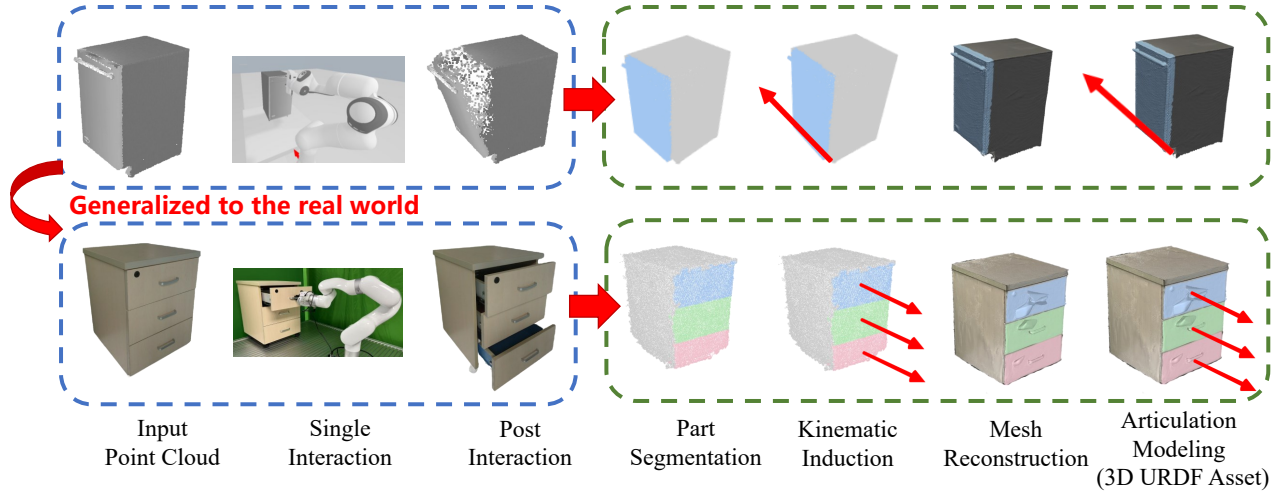 Generalized to the real world
Input
Point Cloud
Single
Interaction
Post
Interaction
Part
Segmentation
Kinematic
Induction
Mesh
Reconstruction
Articulation
Modeling
(3D URDF Asset)